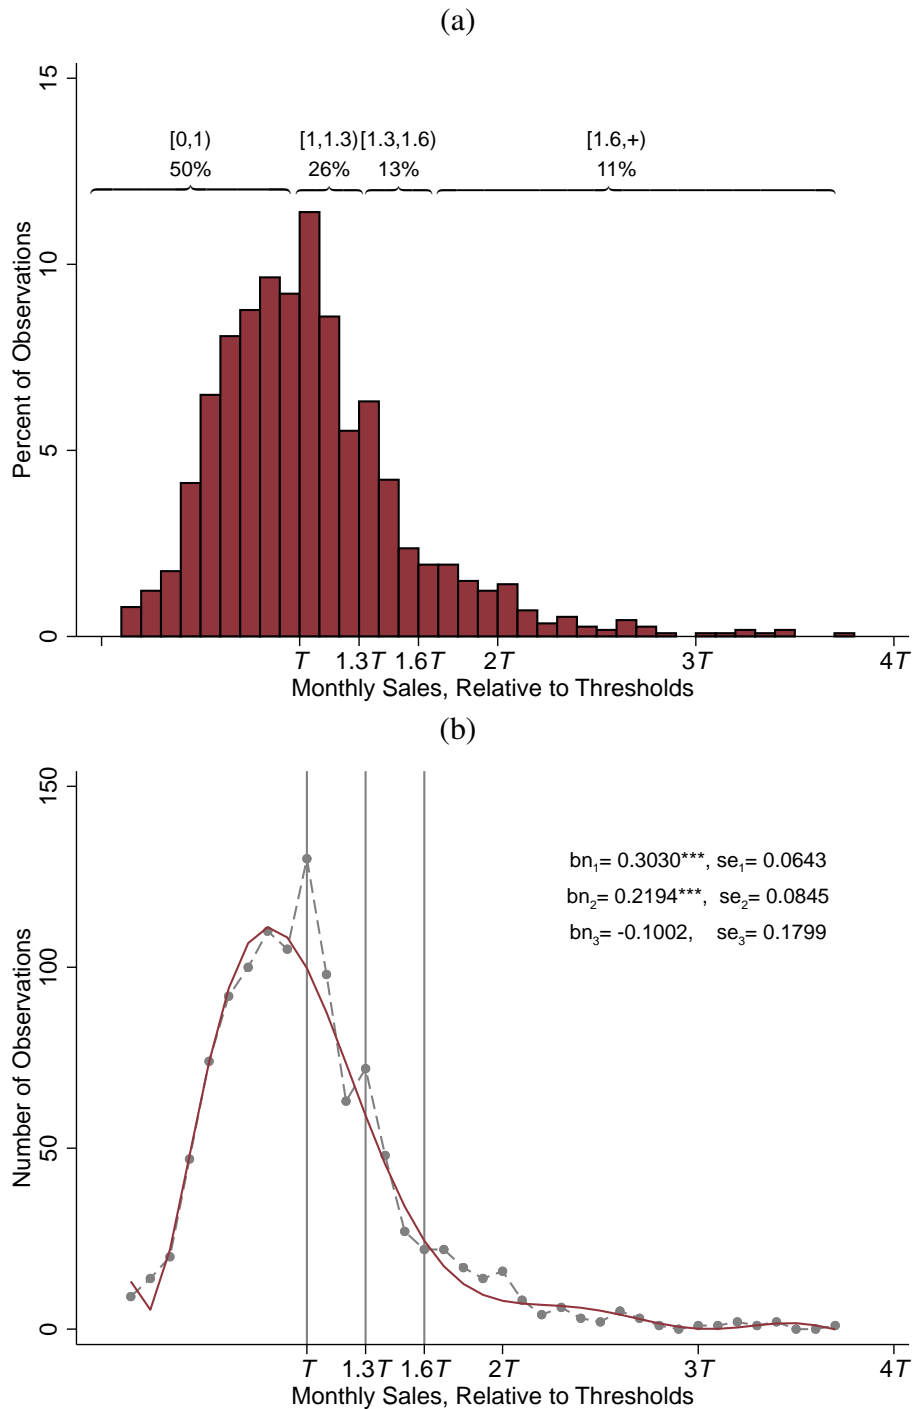 (a)
15
[0,1) [1,1.3) [1.3,1.6) [1.6,+)
50% 26% 13% 11%
10
5
0
Percent of Observations
T 1.3T 1.6T 2T 3T 4T
Monthly Sales, Relative to Thresholds
(b)
150
bn1= 0.3030***, se1= 0.0643
bn2= 0.2194***, se2= 0.0845
bn3= -0.1002, se3= 0.1799
100
50
0
Number of Observations
T 1.3T 1.6T 2T 3T 4T
Monthly Sales, Relative to Thresholds